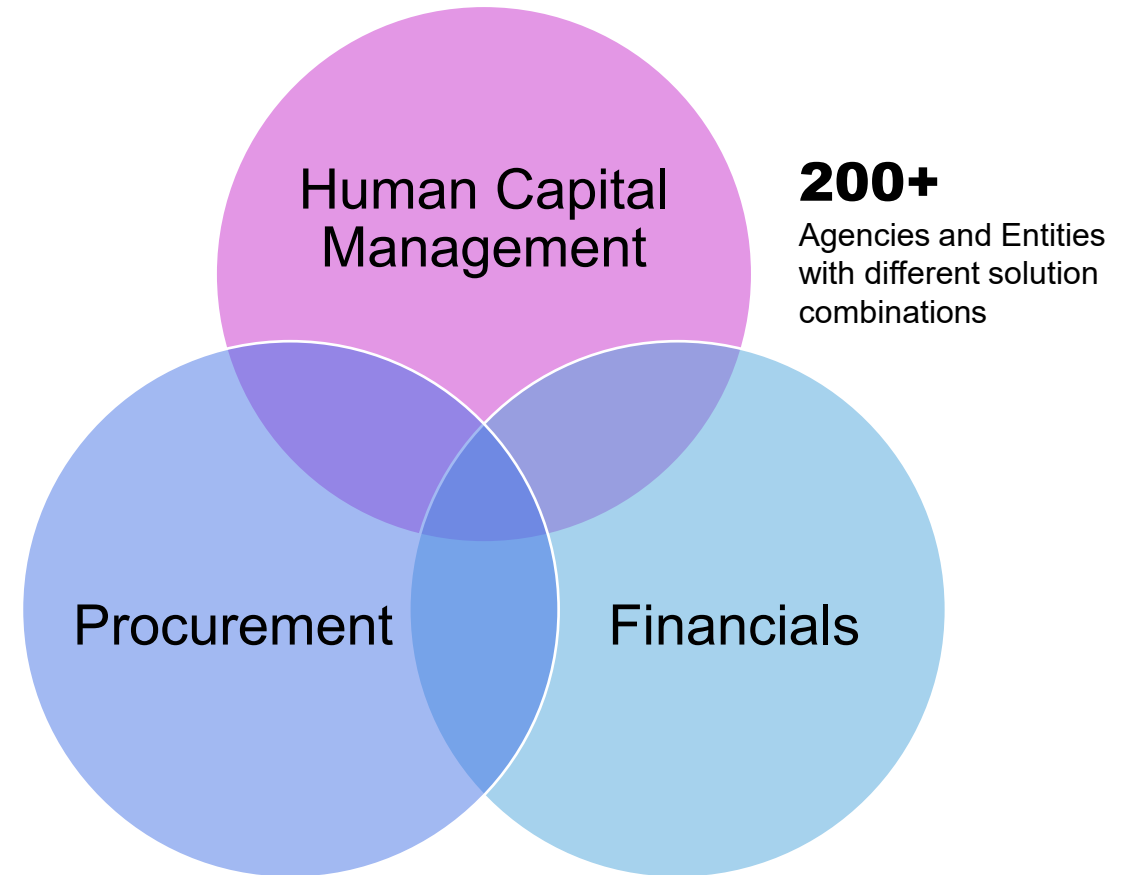 Human Capital
Management
200+
Agencies and Entities
with different solution
combinations
Procurement
Financials